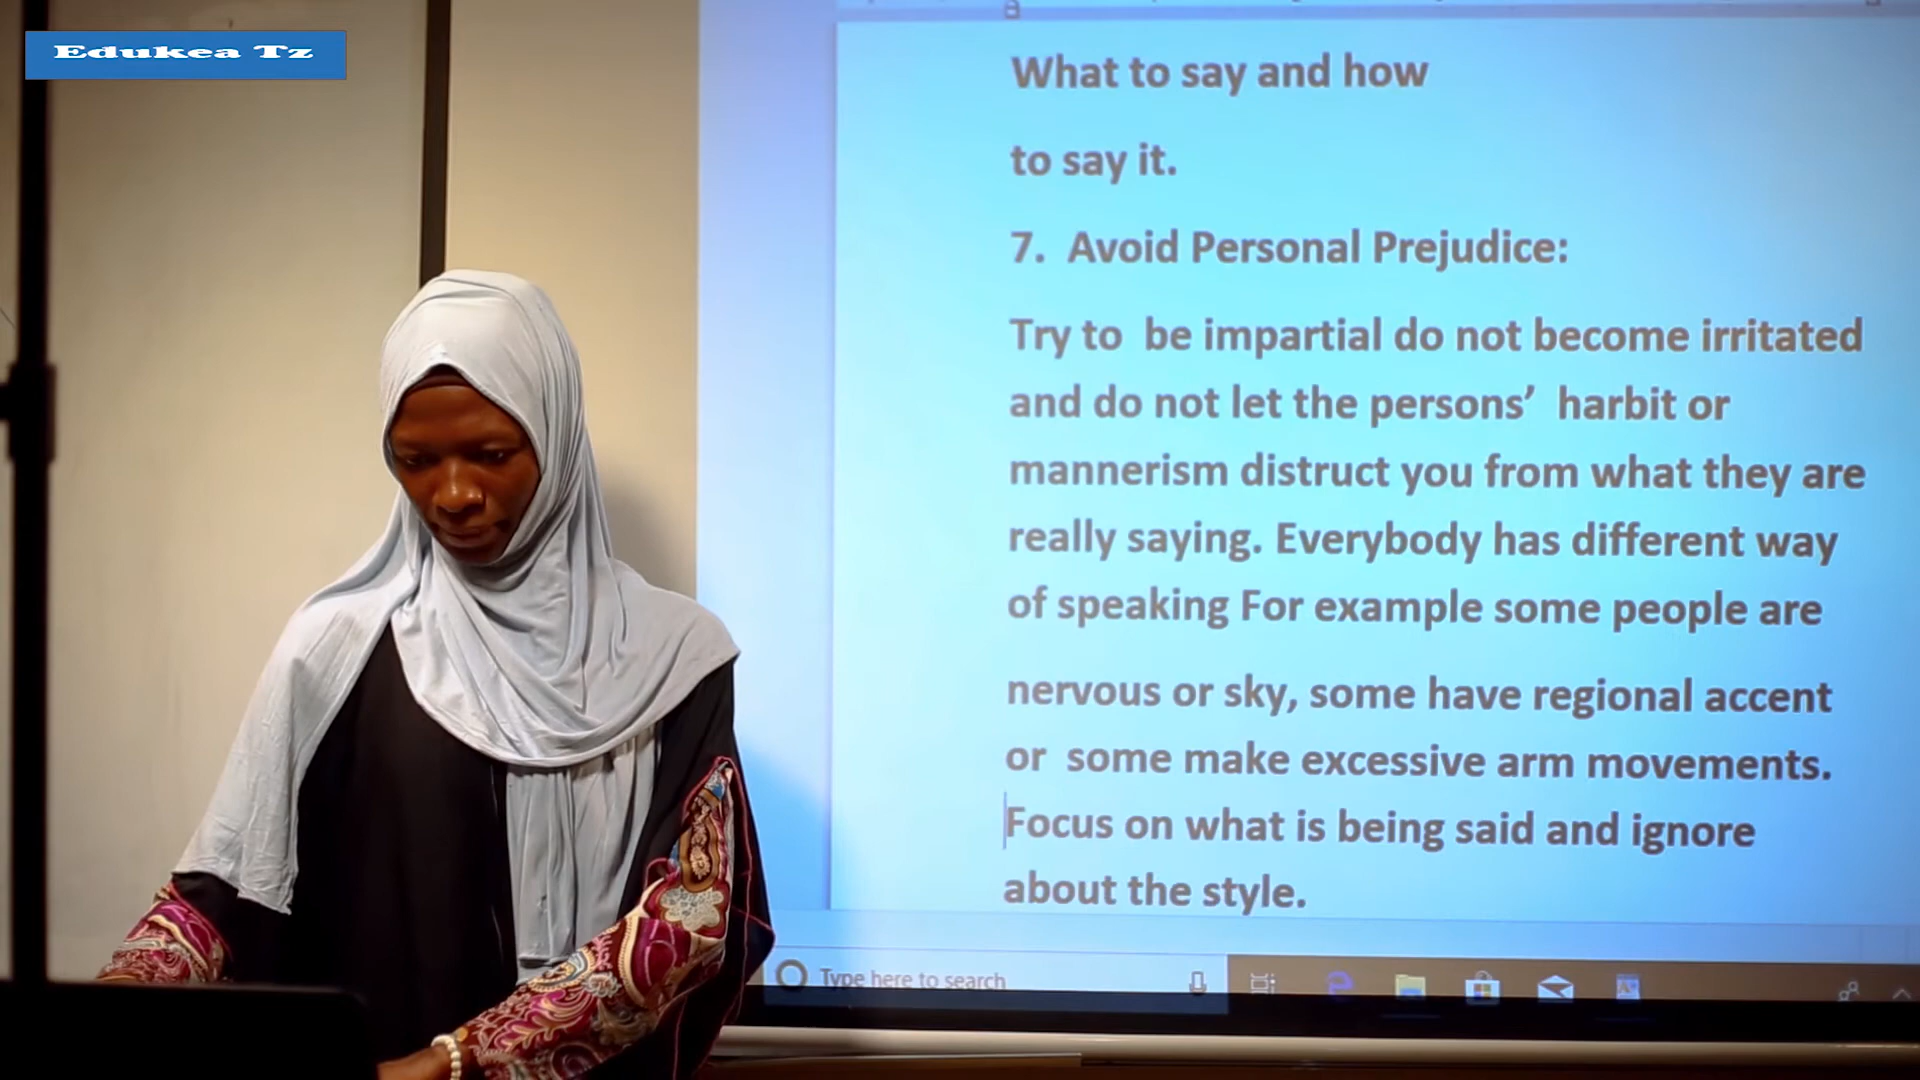 Edukea Tz
What to say and how
to say it.
7. Avoid Personal Prejudice:
Try to be impartial do not become irritated
and do not let the persons’ harbit or
mannerism distruct you from what they are
really saying. Everybody has different way
of speaking For example some people are
nervous or sky, some have regional accent
or some make excessive arm movements.
Focus on what is being said and ignore
about the style.
Type here to search